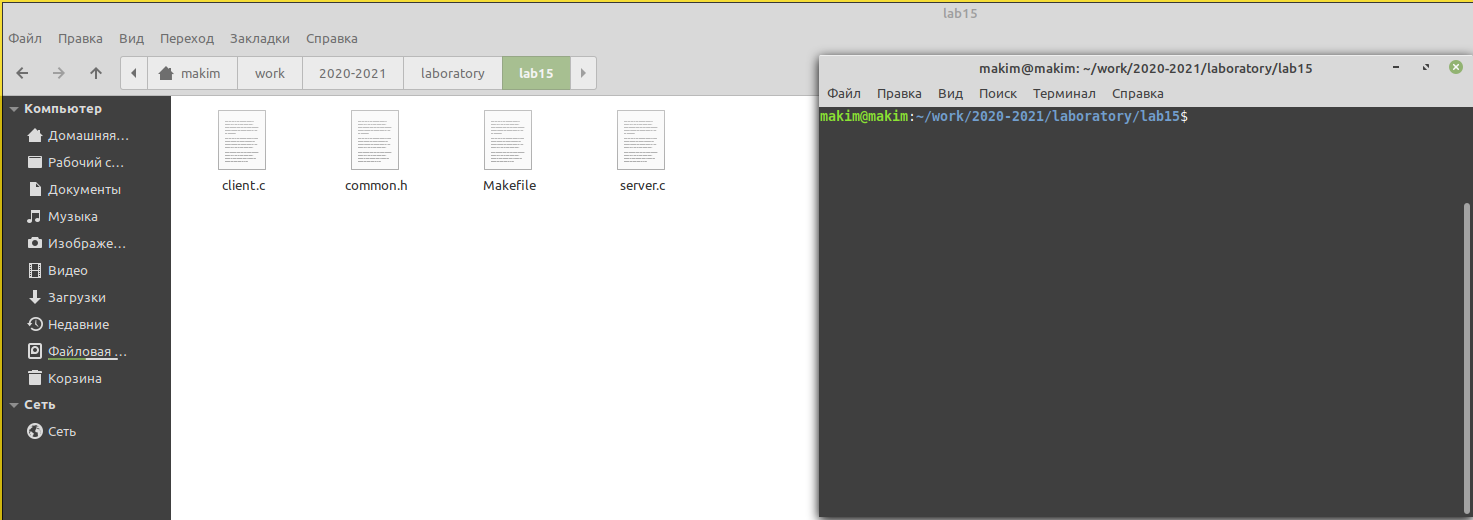 lab15
Файл Правка Вид Переход Закладки Справка
makim work 2020-2021 laboratory lab15
Компьютер
Домашняя...
Рабочий с...
Документы
Музыка
Изображе...
Видео
Загрузки
Недавние
Файловая ...
Корзина
Сеть
Сеть
client.c common.h Makefile server.c
makim@makim: ~/work/2020-2021/laboratory/lab15
Файл Правка Вид Поиск Терминал Справка
makim@makim:~/work/2020-2021/laboratory/lab15$